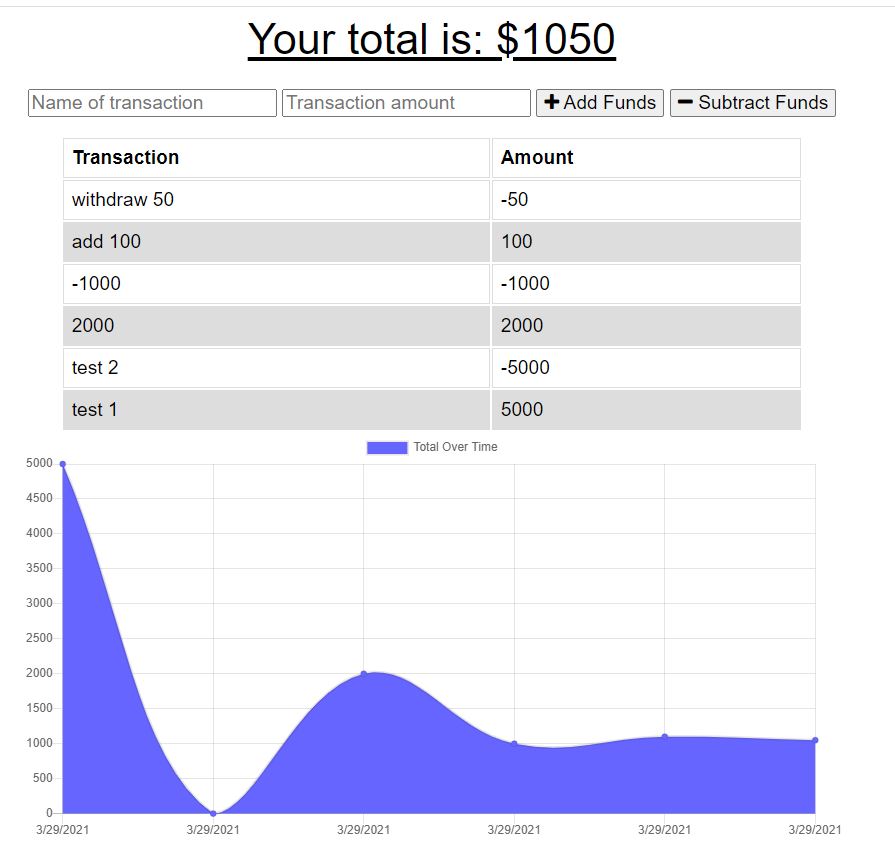 Your total is: $1050
Name of transaction Transaction amount + Add Funds − Subtract Funds
Transaction Amount
withdraw 50 -50
add 100 100
-1000 -1000
2000 2000
test 2 -5000
test 1 5000
Total Over Time
5000
4500
4000
3500
3000
2500
2000
1500
1000
500
0
3/29/2021 3/29/2021 3/29/2021 3/29/2021 3/29/2021 3/29/2021